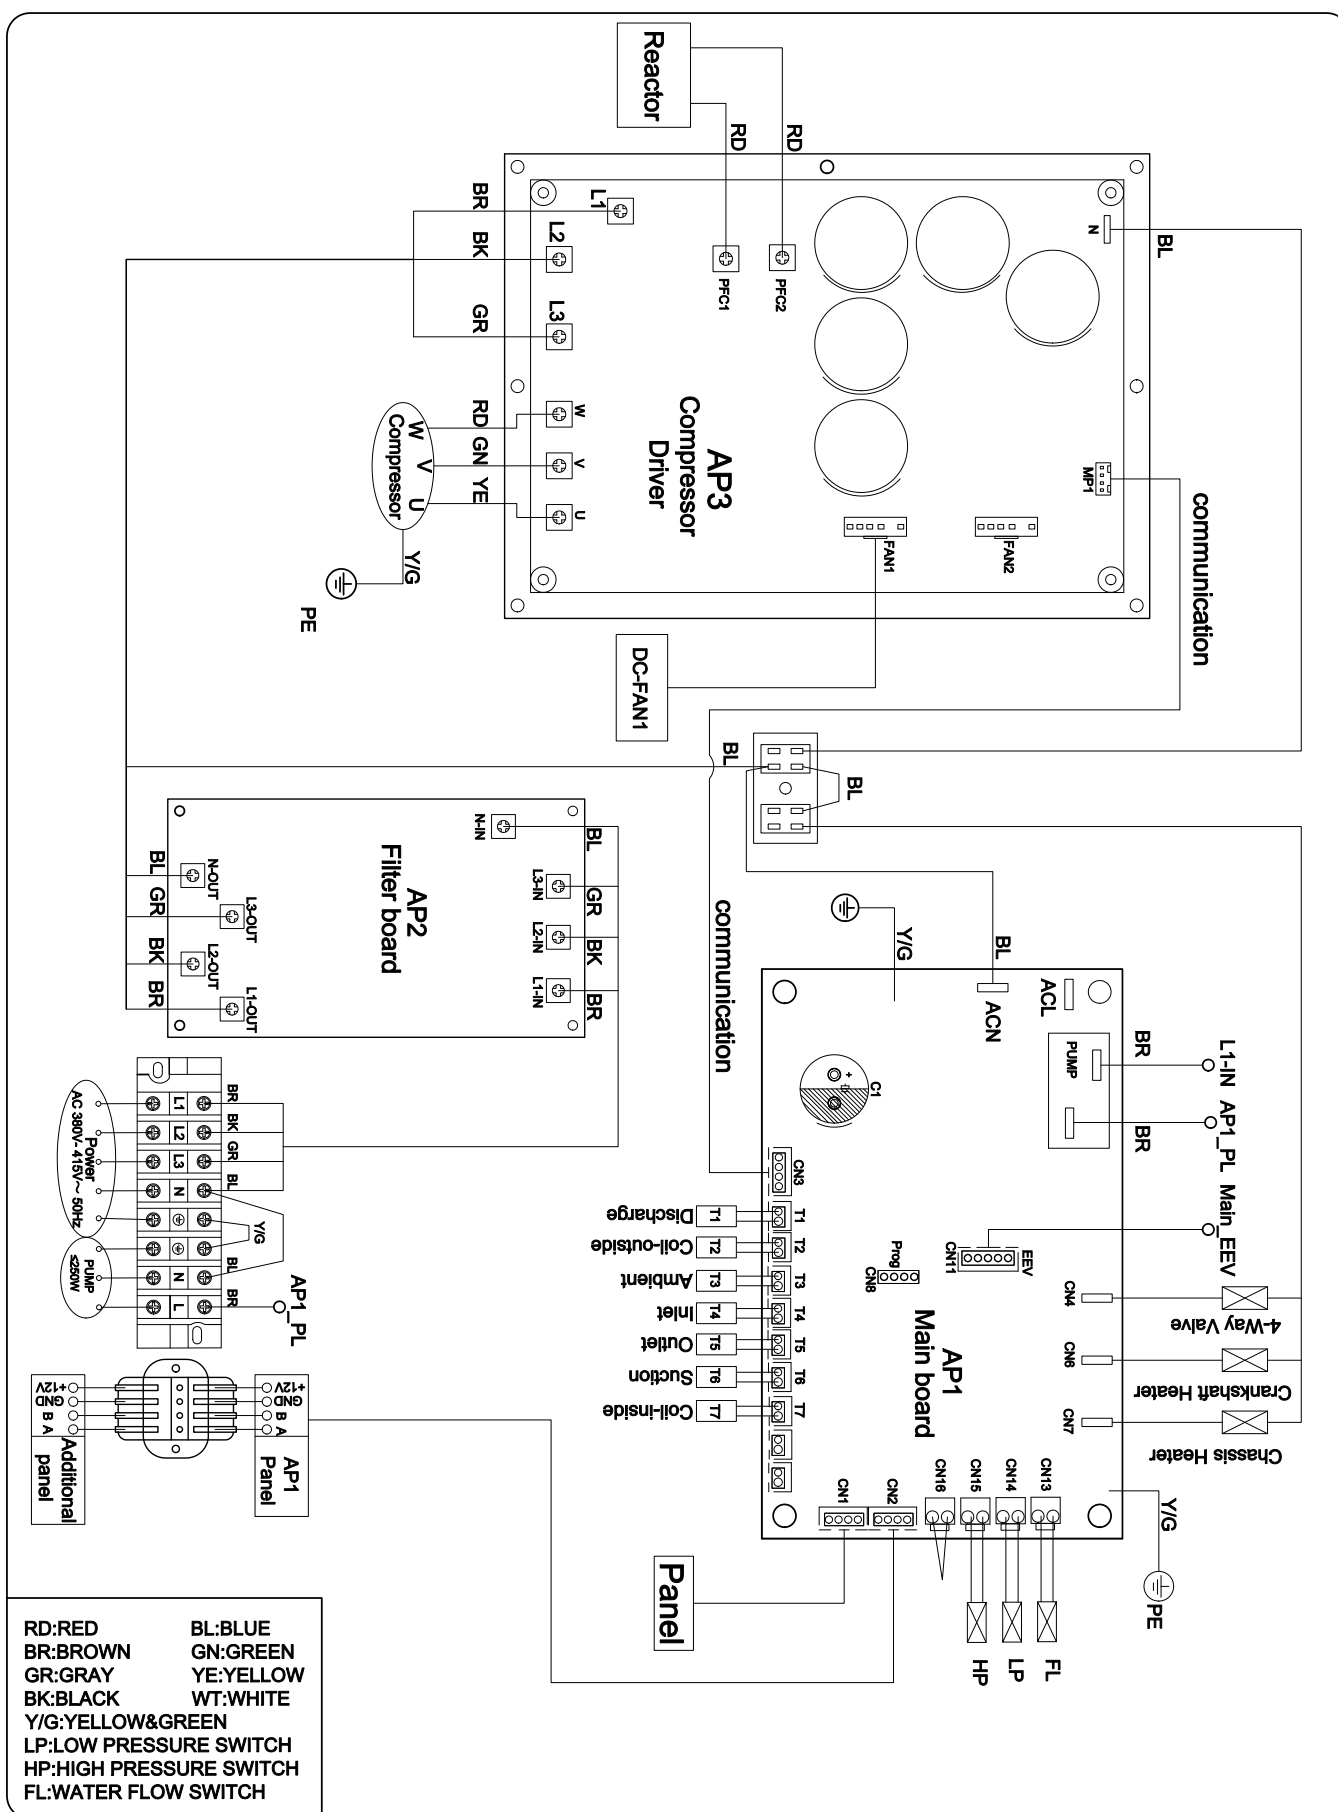 Reactor
RD
RD
BR
BK
GR
L1
L2
L3
PFC1
PFC2
N
BL
W
V
U
RD
GN
YE
W
V
U
Compressor
Y/G
PE
AP3
Compressor
Driver
MP1
FAN1
FAN2
communication
DC-FAN1
BL
BL
N-IN
BL
L3-IN
GR
L2-IN
BK
L1-IN
BR
AP2
Filter board
BL
N-OUT
GR
L3-OUT
BK
L2-OUT
BR
L1-OUT
communication
Y/G
BL
ACN
ACL
PUMP
BR
L1-IN
BR
AP1_PL
Main_EEV
C1
CN3
EEV
CN11
Prog
CN8
AP1
Main board
Discharge T1 T1
Coil-outside T2 T2
Ambient T3 T3
Inlet T4 T4
Outlet T5 T5
Suction T6 T6
Coil-inside T7 T7
CN4
4-Way Valve
CN6
Crankshaft Heater
CN7
Chassis Heater
CN1
CN2
CN16
CN15
CN14
CN13
Y/G
PE
HP
LP
FL
Panel
Power
AC 380V- 415V～ 50Hz
PUMP
≤250W
L1
BR
L2
BK
L3
GR
N
BL
Y/G
N
BL
L
BR
AP1_PL
+12V
GND
B
A
Additional
panel
+12V
GND
B
A
AP1
Panel
RD:RED BL:BLUE
BR:BROWN GN:GREEN
GR:GRAY YE:YELLOW
BK:BLACK WT:WHITE
Y/G:YELLOW&GREEN
LP:LOW PRESSURE SWITCH
HP:HIGH PRESSURE SWITCH
FL:WATER FLOW SWITCH